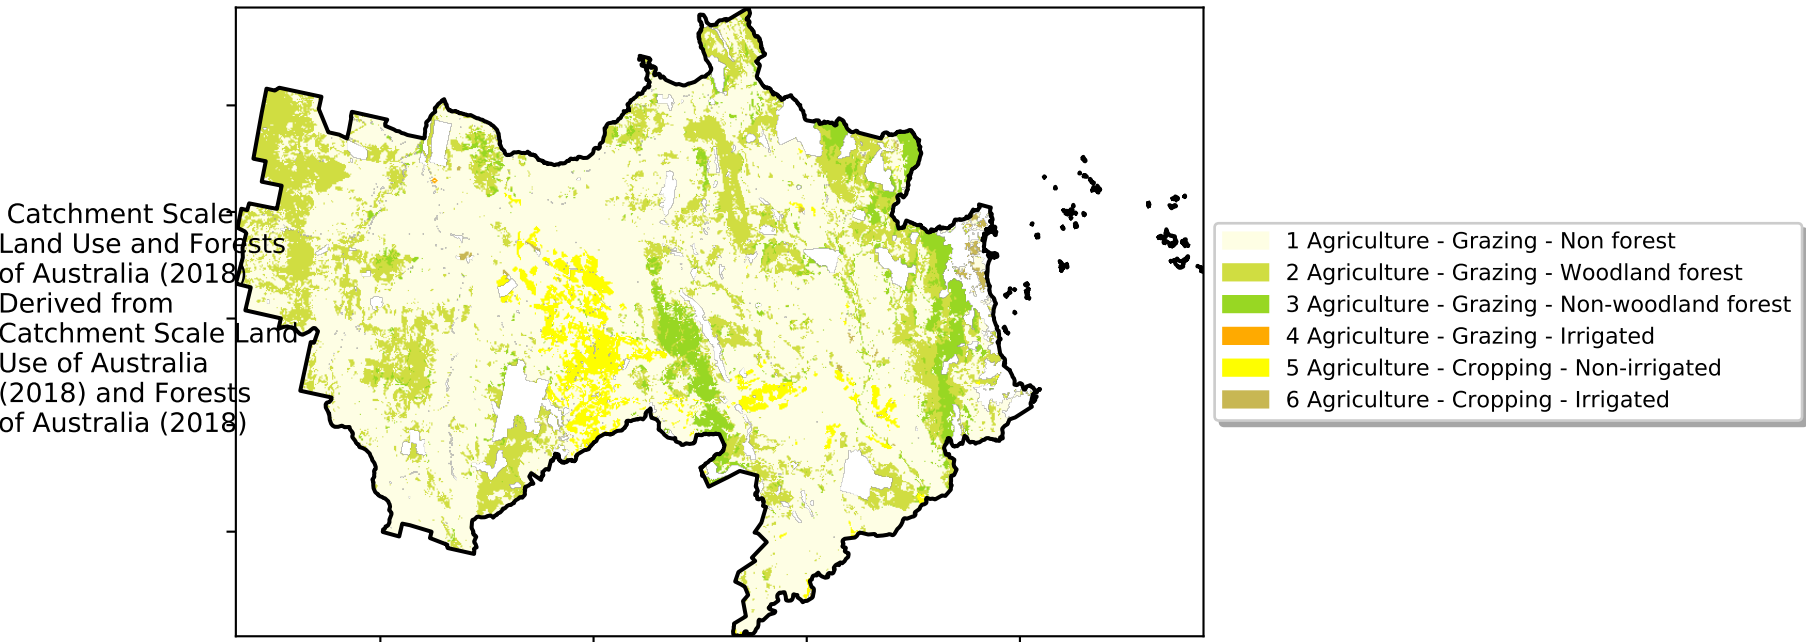 Catchment Scale
Land Use and Forests
of Australia (2018)
Derived from
Catchment Scale Land
Use of Australia
(2018) and Forests
of Australia (2018)
1 Agriculture - Grazing - Non forest
2 Agriculture - Grazing - Woodland forest
3 Agriculture - Grazing - Non-woodland forest
4 Agriculture - Grazing - Irrigated
5 Agriculture - Cropping - Non-irrigated
6 Agriculture - Cropping - Irrigated